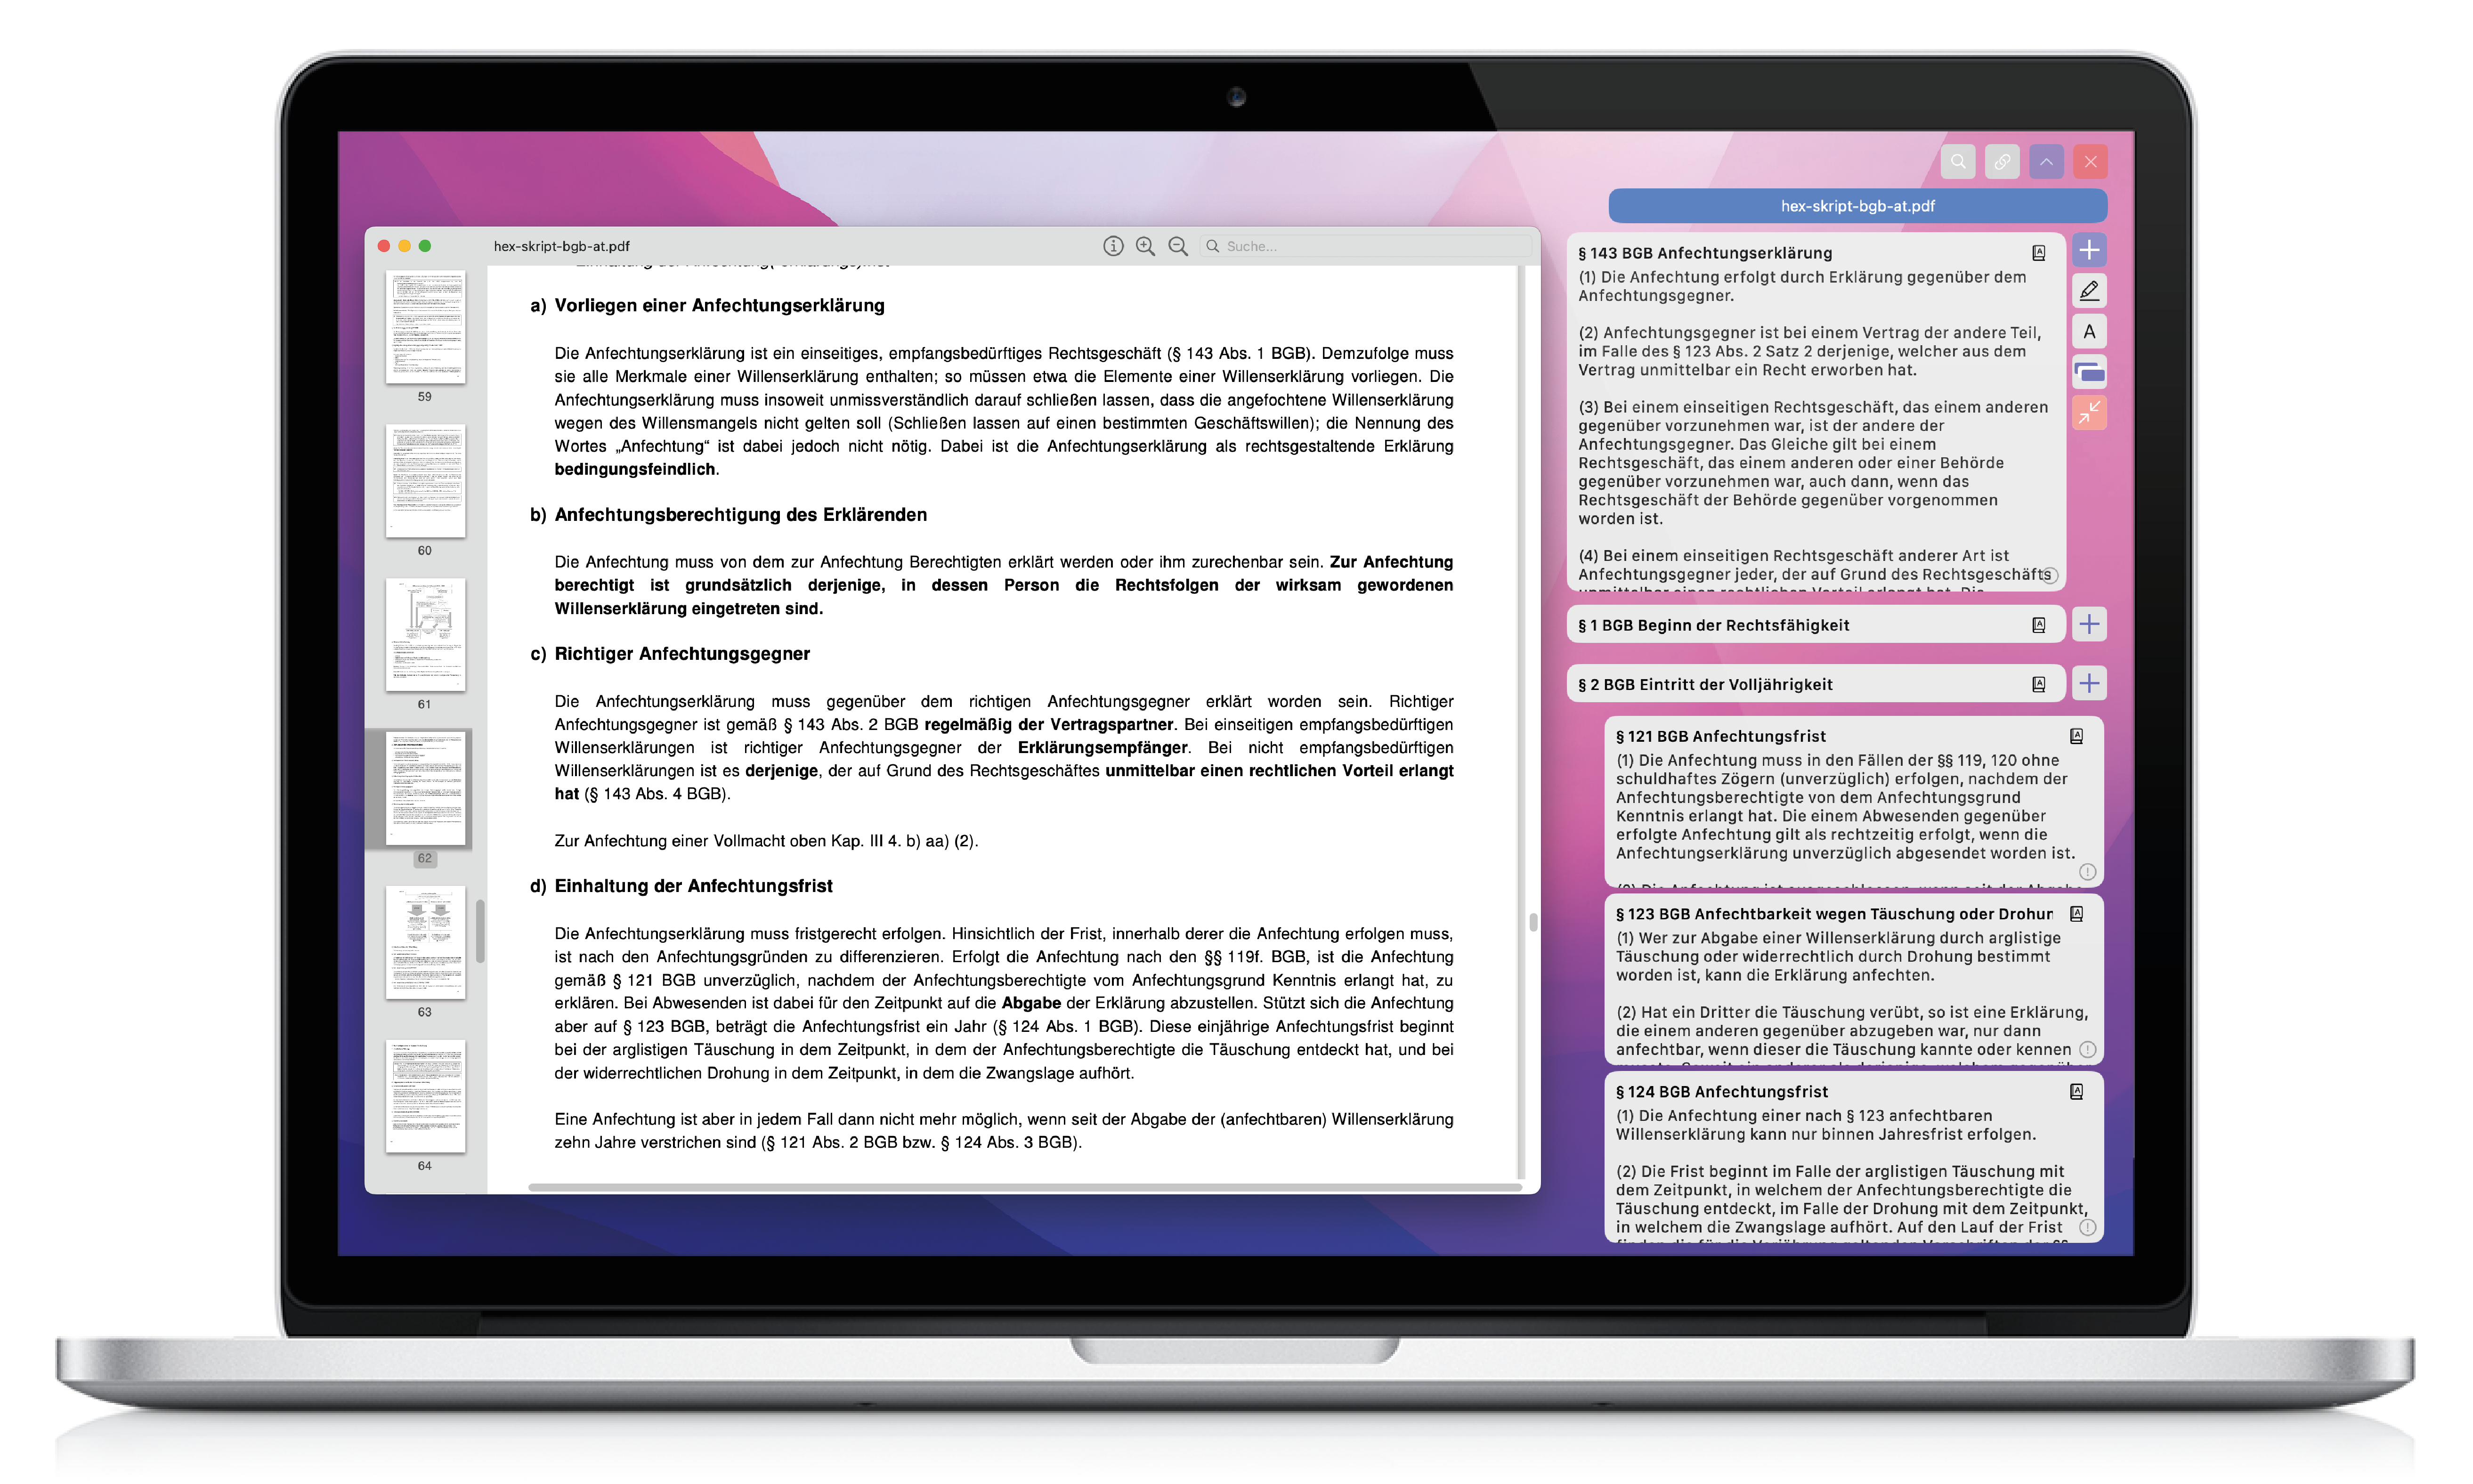 hex-skript-bgb-at.pdf
Suche...
59
60
61
62
63
64
a) Vorliegen einer Anfechtungserklärung
Die Anfechtungserklärung ist ein einseitiges, empfangsbedürftiges Rechtsgeschäft (§ 143 Abs. 1 BGB). Demzufolge muss
sie alle Merkmale einer Willenserklärung enthalten; so müssen etwa die Elemente einer Willenserklärung vorliegen. Die
Anfechtungserklärung muss insoweit unmissverständlich darauf schließen lassen, dass die angefochtene Willenserklärung
wegen des Willensmangels nicht gelten soll (Schließen lassen auf einen bestimmten Geschäftswillen); die Nennung des
Wortes „Anfechtung“ ist dabei jedoch nicht nötig. Dabei ist die Anfechtungserklärung als rechtsgestaltende Erklärung
bedingungsfeindlich.
b) Anfechtungsberechtigung des Erklärenden
Die Anfechtung muss von dem zur Anfechtung Berechtigten erklärt werden oder ihm zurechenbar sein. Zur Anfechtung
berechtigt ist grundsätzlich derjenige, in dessen Person die Rechtsfolgen der wirksam gewordenen
Willenserklärung eingetreten sind.
c) Richtiger Anfechtungsgegner
Die Anfechtungserklärung muss gegenüber dem richtigen Anfechtungsgegner erklärt worden sein. Richtiger
Anfechtungsgegner ist gemäß § 143 Abs. 2 BGB regelmäßig der Vertragspartner. Bei einseitigen empfangsbedürftigen
Willenserklärungen ist richtiger Anfechtungsgegner der Erklärungsempfänger. Bei nicht empfangsbedürftigen
Willenserklärungen ist es derjenige, der auf Grund des Rechtsgeschäftes unmittelbar einen rechtlichen Vorteil erlangt
hat (§ 143 Abs. 4 BGB).
Zur Anfechtung einer Vollmacht oben Kap. III 4. b) aa) (2).
d) Einhaltung der Anfechtungsfrist
Die Anfechtungserklärung muss fristgerecht erfolgen. Hinsichtlich der Frist, innerhalb derer die Anfechtung erfolgen muss,
ist nach den Anfechtungsgründen zu differenzieren. Erfolgt die Anfechtung nach den §§ 119f. BGB, ist die Anfechtung
gemäß § 121 BGB unverzüglich, nachdem der Anfechtungsberechtigte vom Anfechtungsgrund Kenntnis erlangt hat, zu
erklären. Bei Abwesenden ist dabei für den Zeitpunkt auf die Abgabe der Erklärung abzustellen. Stützt sich die Anfechtung
aber auf § 123 BGB, beträgt die Anfechtungsfrist ein Jahr (§ 124 Abs. 1 BGB). Diese einjährige Anfechtungsfrist beginnt
bei der arglistigen Täuschung in dem Zeitpunkt, in dem der Anfechtungsberechtigte die Täuschung entdeckt hat, und bei
der widerrechtlichen Drohung in dem Zeitpunkt, in dem die Zwangslage aufhört.
Eine Anfechtung ist aber in jedem Fall dann nicht mehr möglich, wenn seit der Abgabe der (anfechtbaren) Willenserklärung
zehn Jahre verstrichen sind (§ 121 Abs. 2 BGB bzw. § 124 Abs. 3 BGB).
hex-skript-bgb-at.pdf
§ 143 BGB Anfechtungserklärung
(1) Die Anfechtung erfolgt durch Erklärung gegenüber dem
Anfechtungsgegner.
(2) Anfechtungsgegner ist bei einem Vertrag der andere Teil,
im Falle des § 123 Abs. 2 Satz 2 derjenige, welcher aus dem
Vertrag unmittelbar ein Recht erworben hat.
(3) Bei einem einseitigen Rechtsgeschäft, das einem anderen
gegenüber vorzunehmen war, ist der andere der
Anfechtungsgegner. Das Gleiche gilt bei einem
Rechtsgeschäft, das einem anderen oder einer Behörde
gegenüber vorzunehmen war, auch dann, wenn das
Rechtsgeschäft der Behörde gegenüber vorgenommen
worden ist.
(4) Bei einem einseitigen Rechtsgeschäft anderer Art ist
Anfechtungsgegner jeder, der auf Grund des Rechtsgeschäfts
unmittelbar einen rechtlichen Vorteil erlangt hat. Die
A
§ 1 BGB Beginn der Rechtsfähigkeit
§ 2 BGB Eintritt der Volljährigkeit
§ 121 BGB Anfechtungsfrist
(1) Die Anfechtung muss in den Fällen der §§ 119, 120 ohne
schuldhaftes Zögern (unverzüglich) erfolgen, nachdem der
Anfechtungsberechtigte von dem Anfechtungsgrund
Kenntnis erlangt hat. Die einem Abwesenden gegenüber
erfolgte Anfechtung gilt als rechtzeitig erfolgt, wenn die
Anfechtungserklärung unverzüglich abgesendet worden ist.
(2) Die Anfechtung ist ausgeschlossen, wenn seit der Abgabe
§ 123 BGB Anfechtbarkeit wegen Täuschung oder Drohun
(1) Wer zur Abgabe einer Willenserklärung durch arglistige
Täuschung oder widerrechtlich durch Drohung bestimmt
worden ist, kann die Erklärung anfechten.
(2) Hat ein Dritter die Täuschung verübt, so ist eine Erklärung,
die einem anderen gegenüber abzugeben war, nur dann
anfechtbar, wenn dieser die Täuschung kannte oder kennen
§ 124 BGB Anfechtungsfrist
(1) Die Anfechtung einer nach § 123 anfechtbaren
Willenserklärung kann nur binnen Jahresfrist erfolgen.
(2) Die Frist beginnt im Falle der arglistigen Täuschung mit
dem Zeitpunkt, in welchem der Anfechtungsberechtigte die
Täuschung entdeckt, im Falle der Drohung mit dem Zeitpunkt,
in welchem die Zwangslage aufhört. Auf den Lauf der Frist